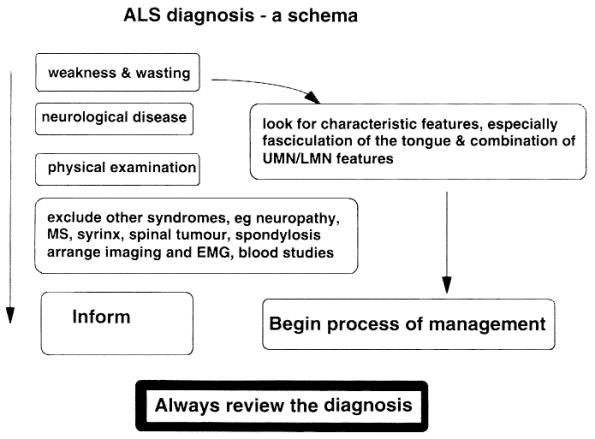 ALS diagnosis - a schema
weakness & wasting
neurological disease
physical examination
exclude other syndromes, eg neuropathy,
MS, syrinx, spinal tumour, spondylosis
arrange imaging and EMG, blood studies
Inform
look for characteristic features, especially
fasciculation of the tongue & combination of
UMN/LMN features
Begin process of management
Always review the diagnosis